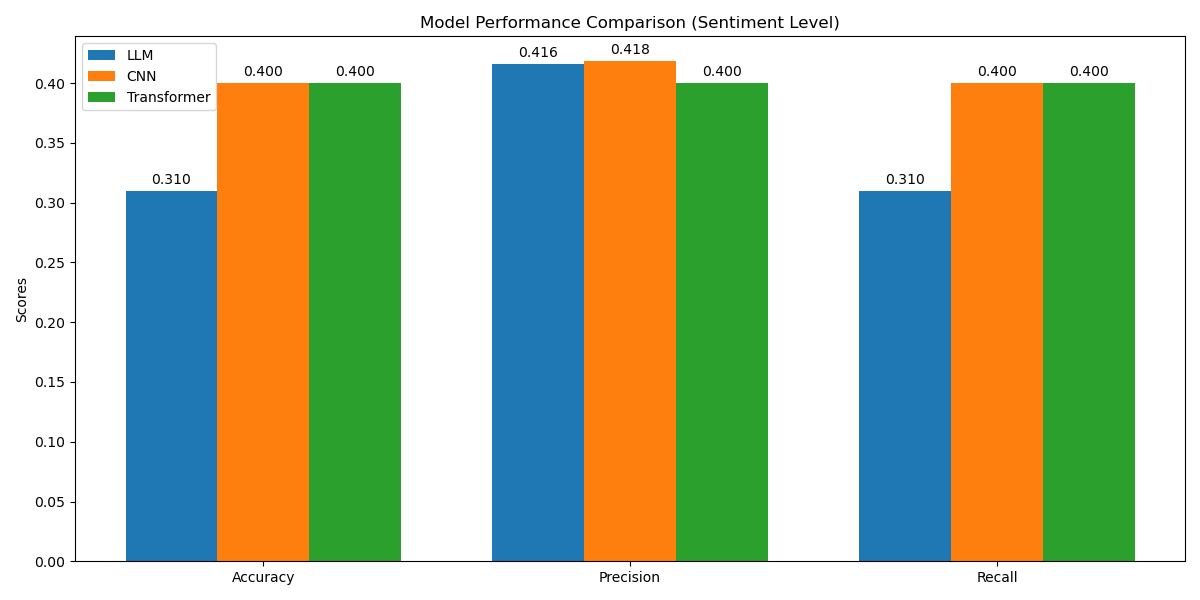 Model Performance Comparison (Sentiment Level)
LLM
CNN
Transformer
Scores
0.40
0.35
0.30
0.25
0.20
0.15
0.10
0.05
0.00
0.310
0.400
0.400
0.416
0.418
0.400
0.310
0.400
0.400
Accuracy
Precision
Recall